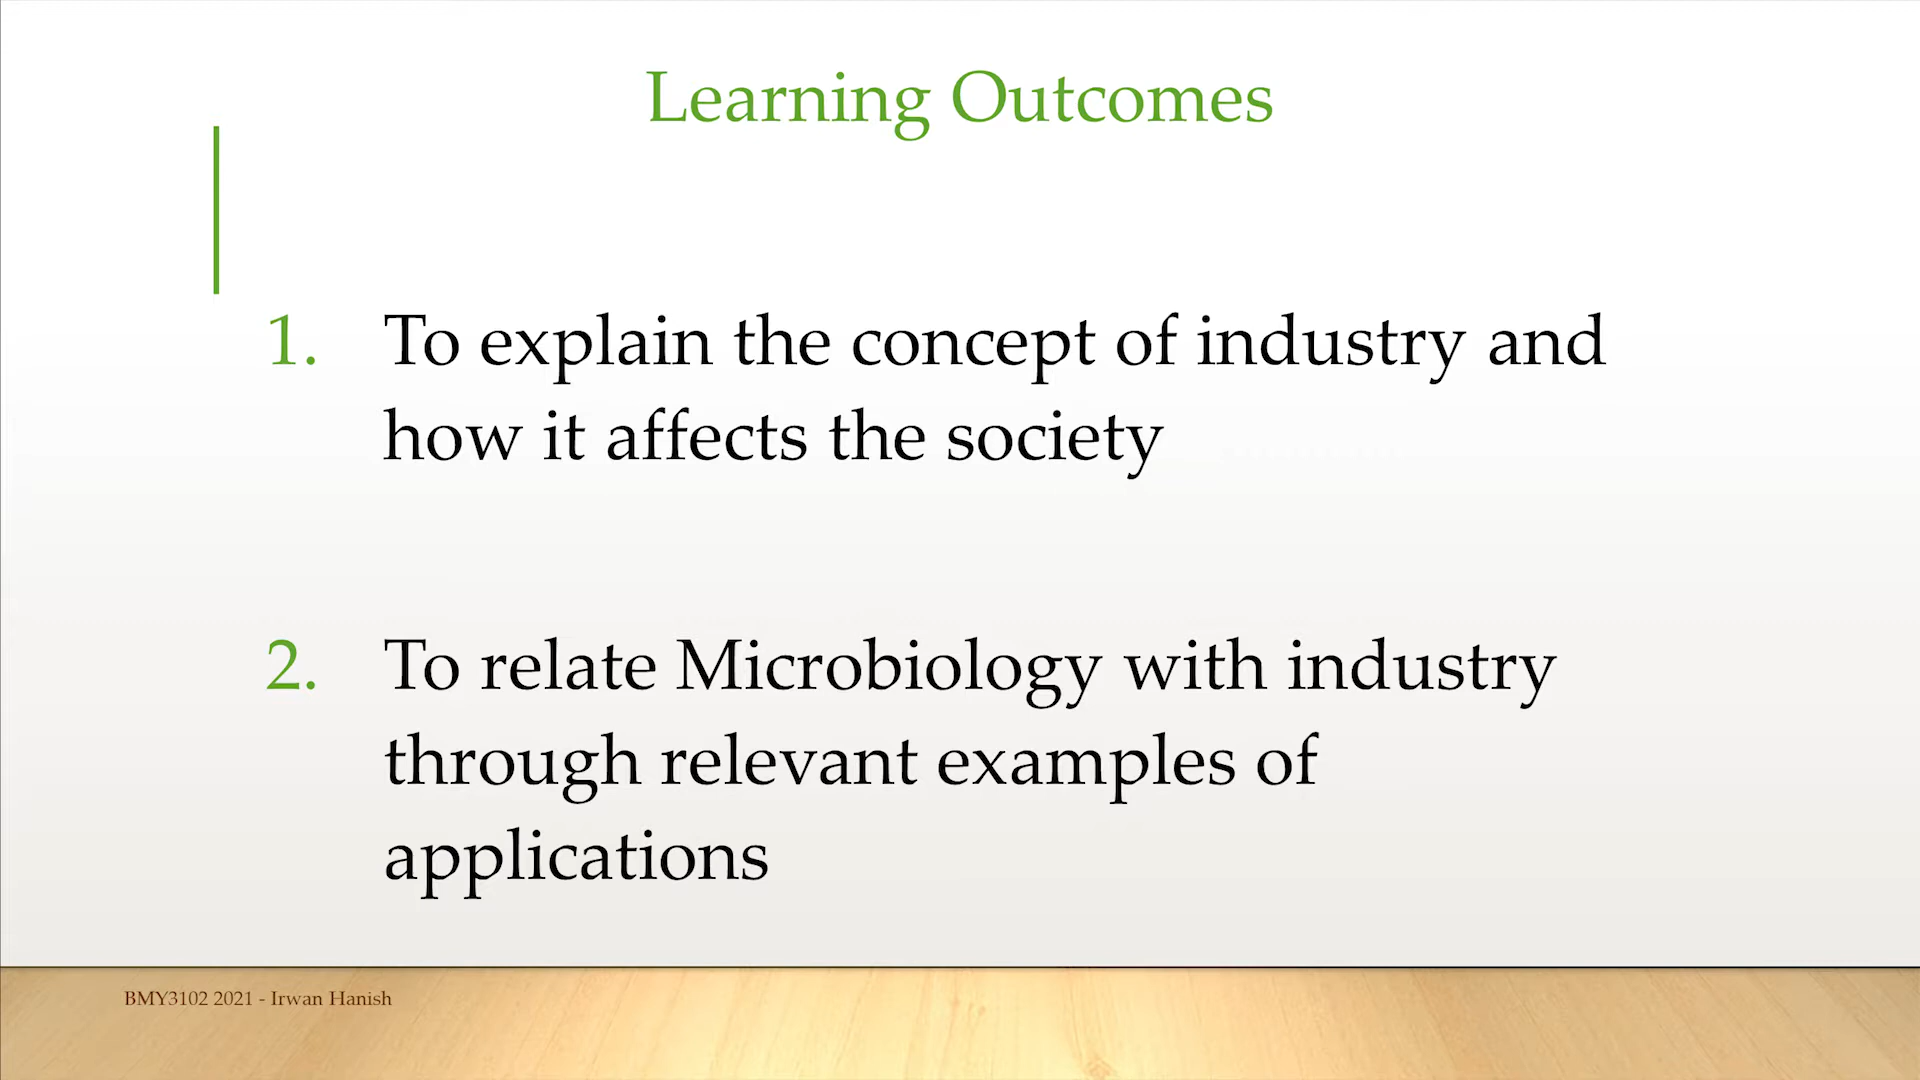 Learning Outcomes
1. To explain the concept of industry and
how it affects the society
2. To relate Microbiology with industry
through relevant examples of
applications
BMY3102 2021 - Irwan Hanish